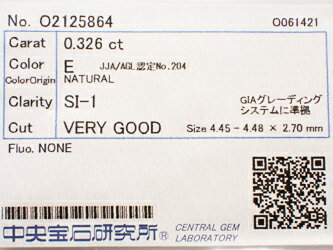 No. O2125864 O061421
Carat 0.326 ct
Color E JJA/AGL認定No.204
ColorOrigin NATURAL
Clarity SI-1 GIAグレーディング
システムに準拠
Cut VERY GOOD Size 4.45 - 4.48 × 2.70 mm
Fluo. NONE
中央宝石研究所® CENTRAL GEM
LABORATORY